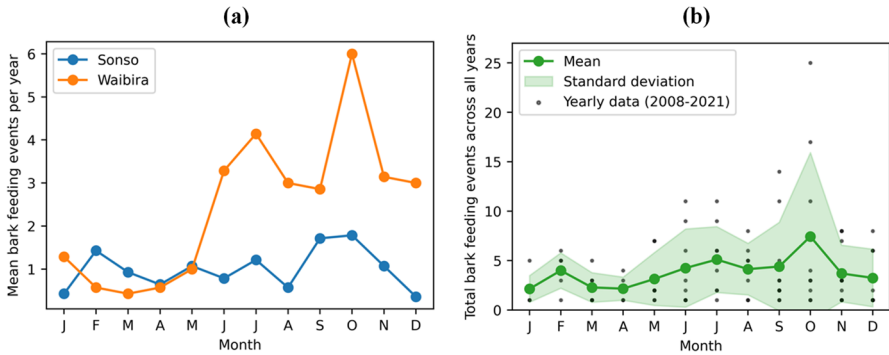 (a)
Mean bark feeding events per year
6
5
4
3
2
1
Sonso
Waibira
J F M A M J J A S O N D
Month
(b)
Total bark feeding events across all years
25
20
15
10
5
0
Mean
Standard deviation
Yearly data (2008-2021)
J F M A M J J A S O N D
Month